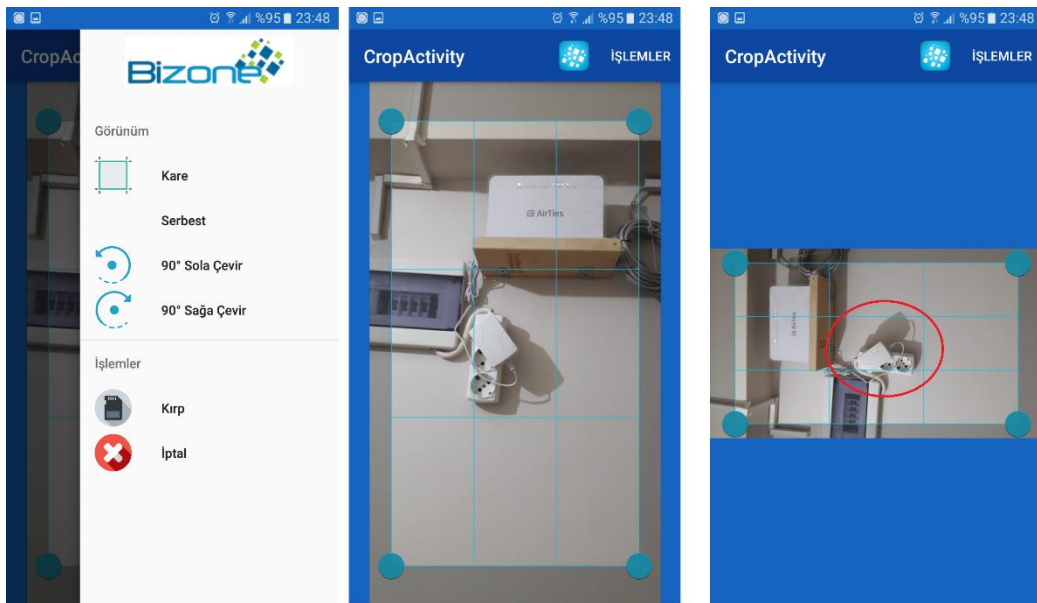 %95 23:48
CropAc
Bizone
Görünüm
Kare
Serbest
90° Sola Çevir
90° Sağa Çevir
İşlemler
Kırp
İptal
%95 23:48
CropActivity
İŞLEMLER
AirTies
%95 23:48
CropActivity
İŞLEMLER
AirTies